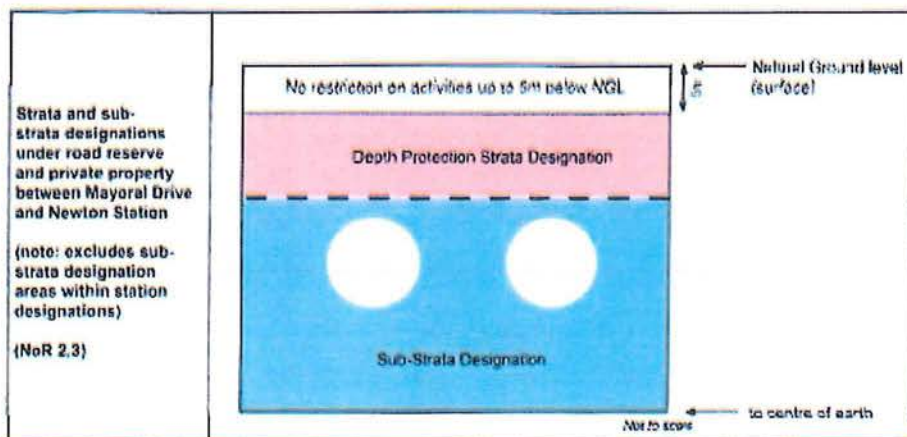 Strata and sub-
strata designations
under road reserve
and private property
between Mayoral Drive
and Newton Station
(note: excludes sub-
strata designation
areas within station
designations)
(NoR 2,3)
No restriction on activities up to 5m below NGL
Depth Protection Strata Designation
Sub-Strata Designation
5m
Natural Ground level
(surface)
to centre of earth
Not to scale